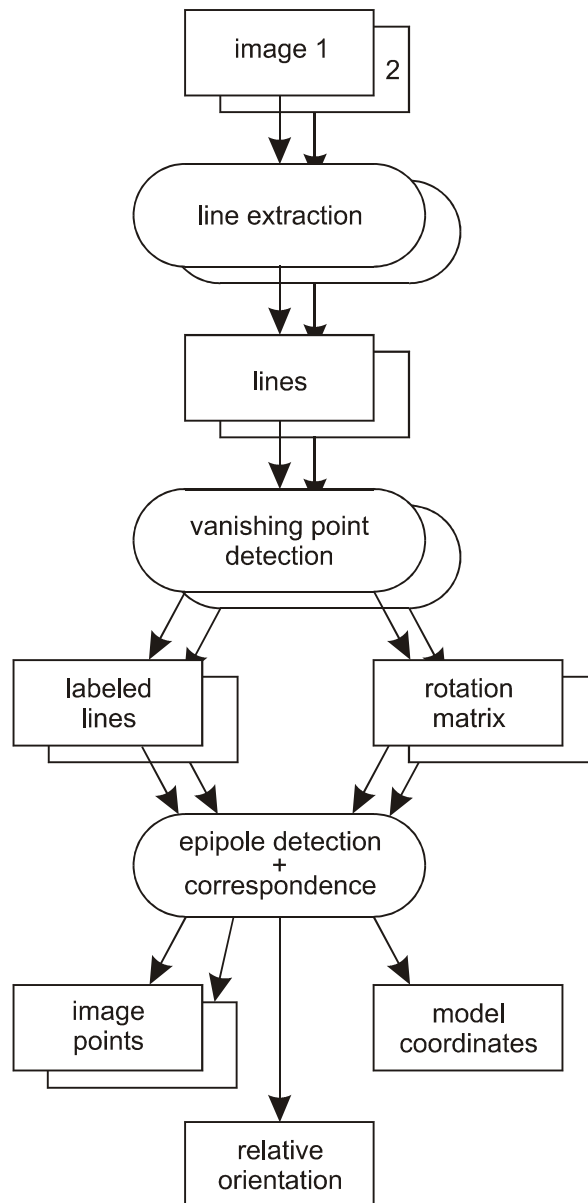 image 1
2
line extraction
lines
vanishing point
detection
labeled
lines
rotation
matrix
epipole detection
+
correspondence
image
points
model
coordinates
relative
orientation